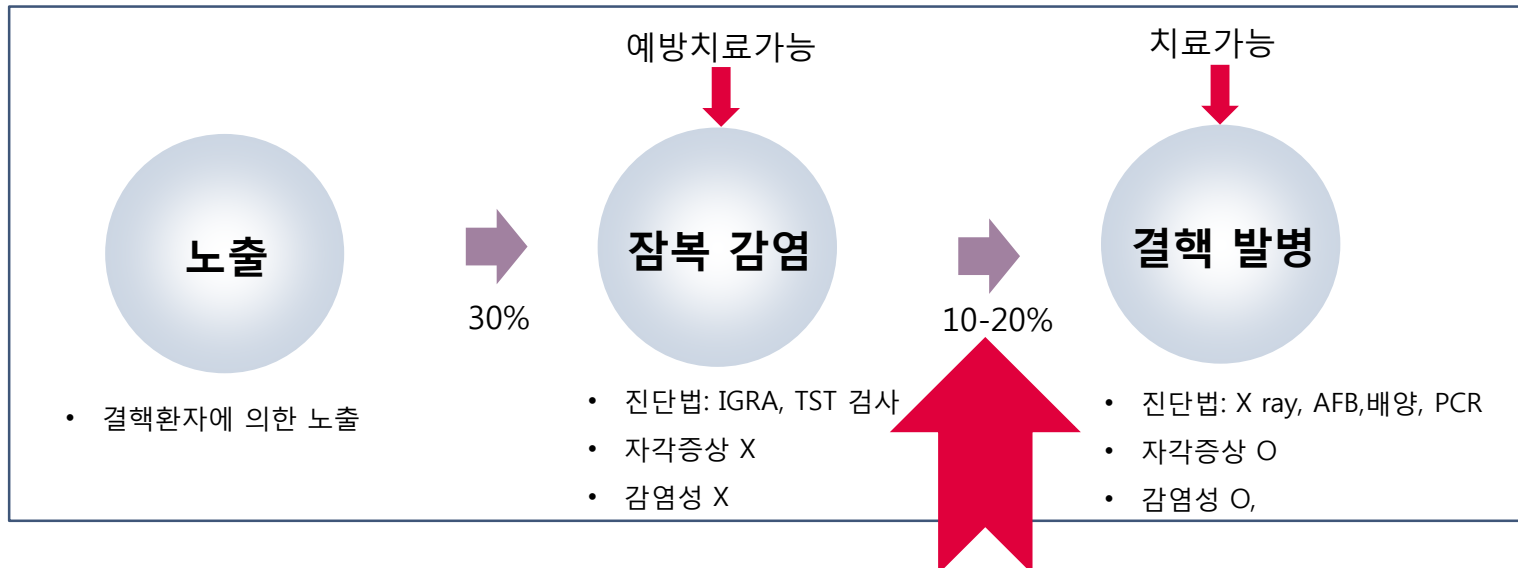 예방치료가능
치료가능
노출
잠복 감염
결핵 발병
30%
10-20%
• 결핵환자에 의한 노출
• 진단법: IGRA, TST 검사
• 자각증상 X
• 감염성 X
• 진단법: X ray, AFB,배양, PCR
• 자각증상 O
• 감염성 O,